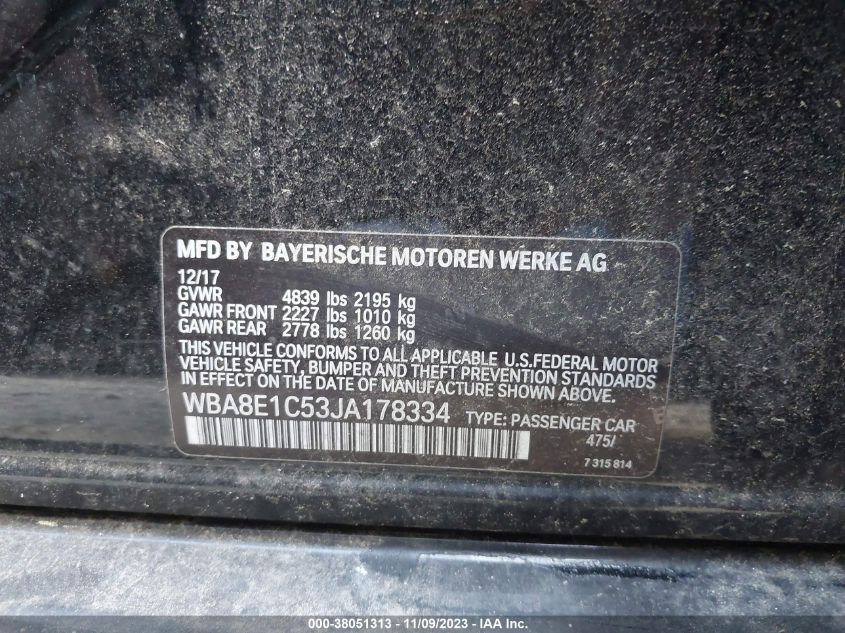 MFD BY BAYERISCHE MOTOREN WERKE AG
12/17
GVWR 4839 lbs 2195 kg
GAWR FRONT 2227 lbs 1010 kg
GAWR REAR 2778 lbs 1260 kg
THIS VEHICLE CONFORMS TO ALL APPLICABLE U.S.FEDERAL MOTOR
VEHICLE SAFETY, BUMPER AND THEFT PREVENTION STANDARDS
IN EFFECT ON THE DATE OF MANUFACTURE SHOWN ABOVE.
WBA8E1C53JA178334 TYPE: PASSENGER CAR
475/
7 315 814
000-38051313 - 11/09/2023 - IAA Inc.